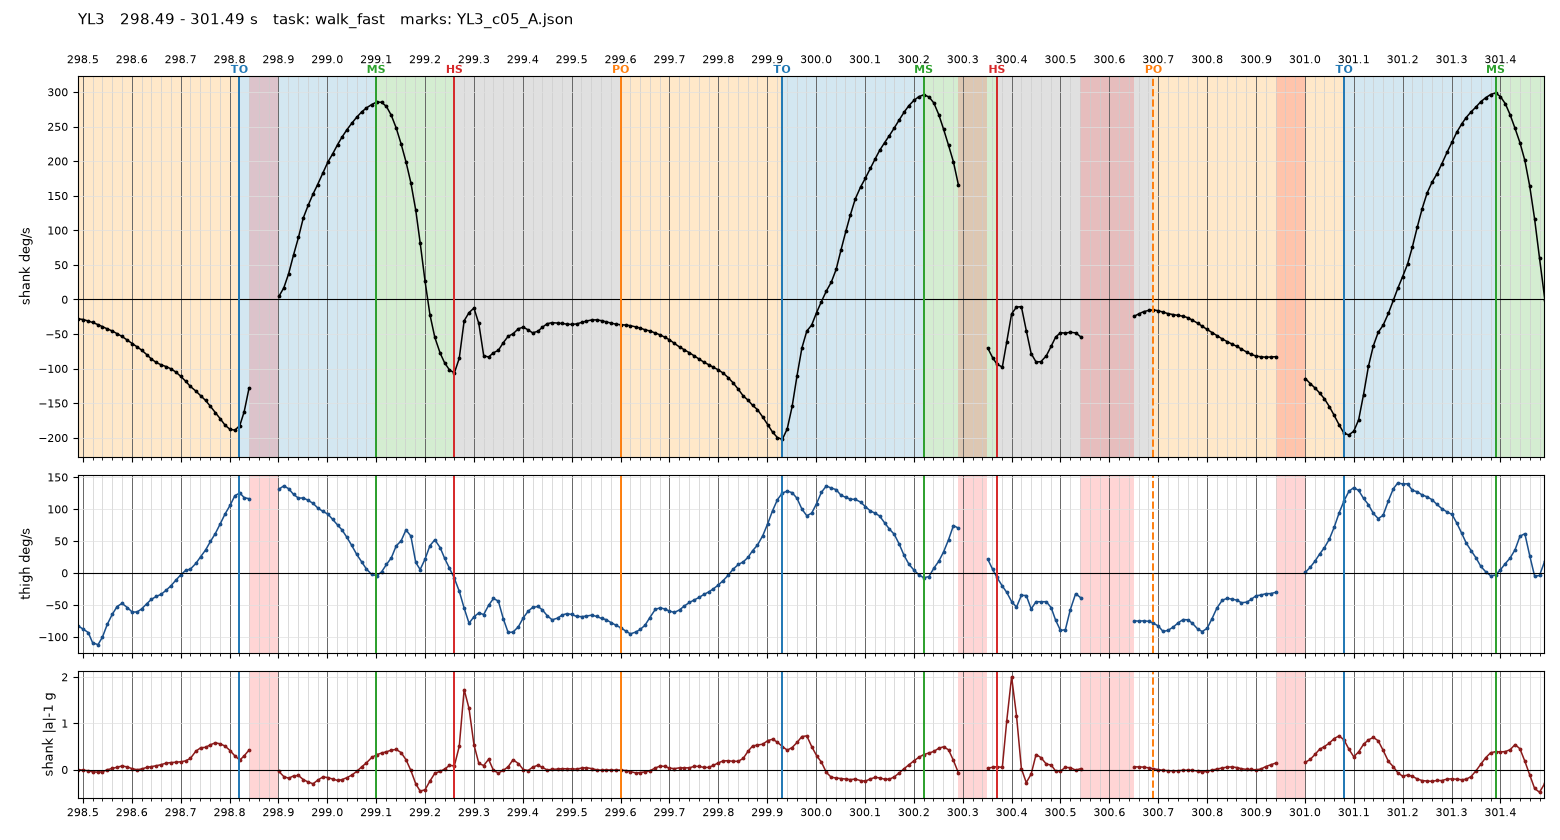 YL3   298.49 - 301.49 s   task: walk_fast   marks: YL3_c05_A.json
298.5 298.6 298.7 298.8 298.9 299.0 299.1 299.2 299.3 299.4 299.5 299.6 299.7 299.8 299.9 300.0 300.1 300.2 300.3 300.4 300.5 300.6 300.7 300.8 300.9 301.0 301.1 301.2 301.3 301.4
TO MS HS PO TO MS HS PO TO MS
shank deg/s
300
250
200
150
100
50
0
−50
−100
−150
−200
thigh deg/s
150
100
50
0
−50
−100
shank |a|-1 g
2
1
0
298.5 298.6 298.7 298.8 298.9 299.0 299.1 299.2 299.3 299.4 299.5 299.6 299.7 299.8 299.9 300.0 300.1 300.2 300.3 300.4 300.5 300.6 300.7 300.8 300.9 301.0 301.1 301.2 301.3 301.4